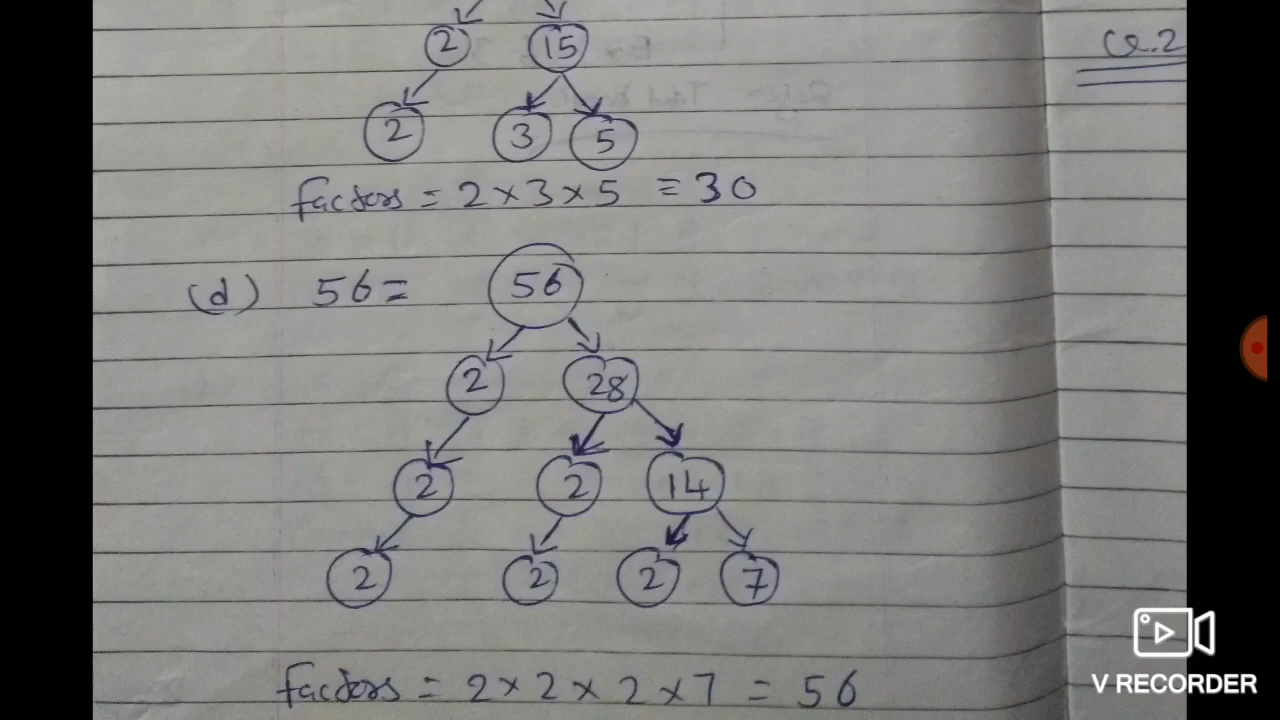 2 15
2 3 5
factors = 2 × 3 × 5 = 30
(d) 56 = 56
2 28
2 2 14
2 2 2 7
factors = 2 × 2 × 2 × 7 = 56
Q.2
V RECORDER